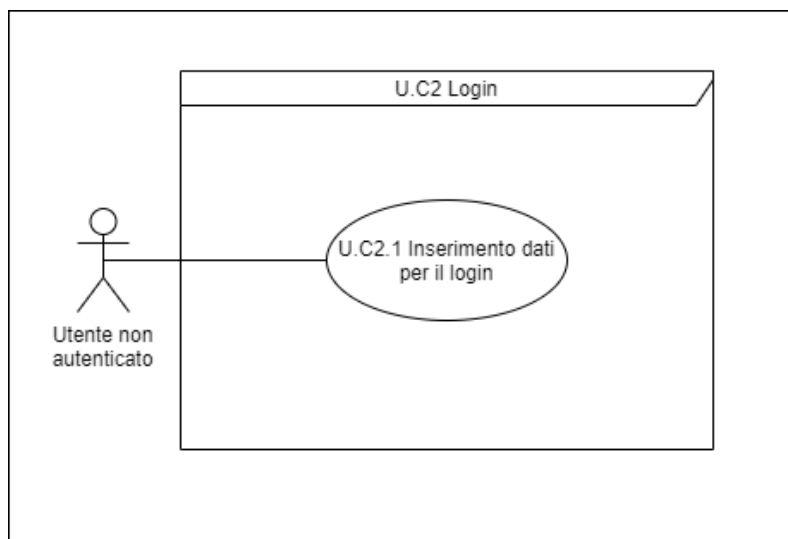 U.C2 Login
U.C2.1 Inserimento dati
per il login
Utente non
autenticato